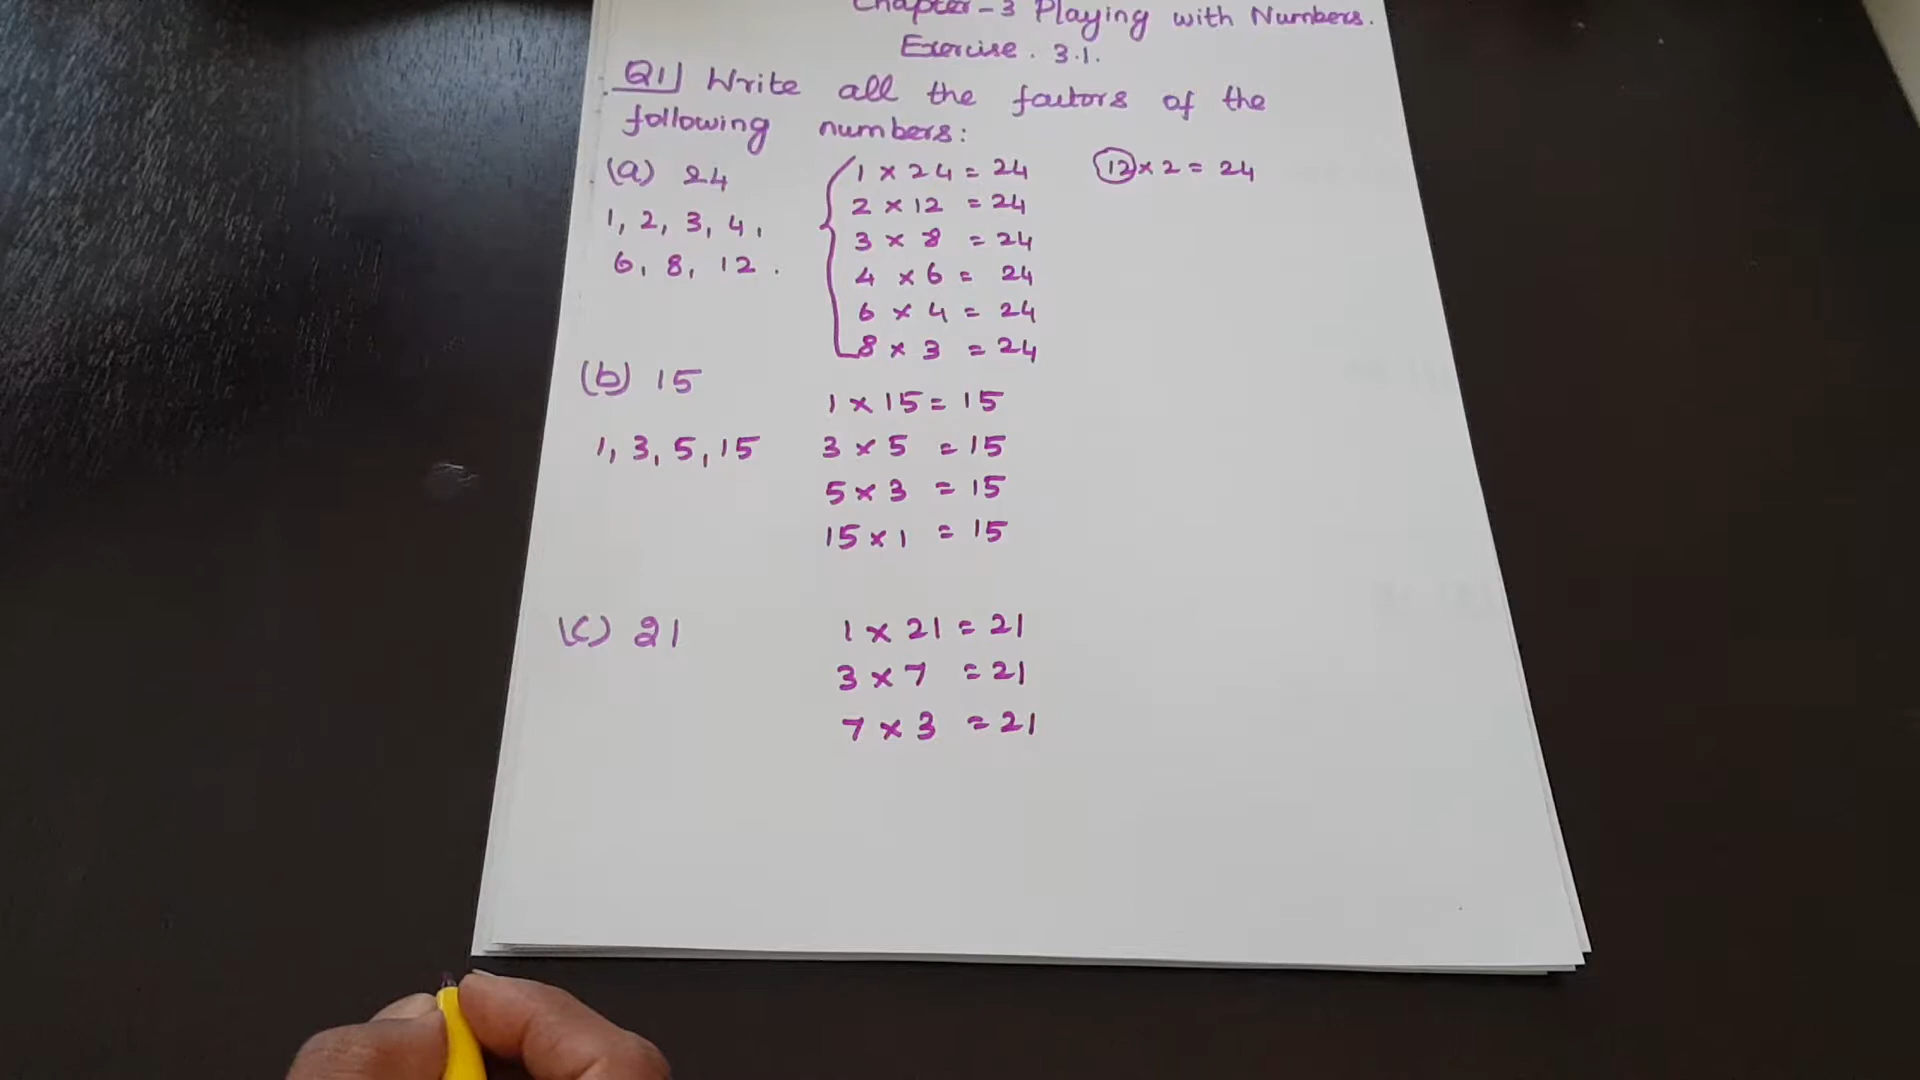 Chapter-3 Playing with Numbers.
Exercise. 3.1.
Q1) Write all the factors of the
following numbers:
(a) 24
1, 2, 3, 4,
6, 8, 12.
1 × 24 = 24
2 × 12 = 24
3 × 8 = 24
4 × 6 = 24
6 × 4 = 24
8 × 3 = 24
12 × 2 = 24
(b) 15
1, 3, 5, 15
1 × 15 = 15
3 × 5 = 15
5 × 3 = 15
15 × 1 = 15
(c) 21
1 × 21 = 21
3 × 7 = 21
7 × 3 = 21